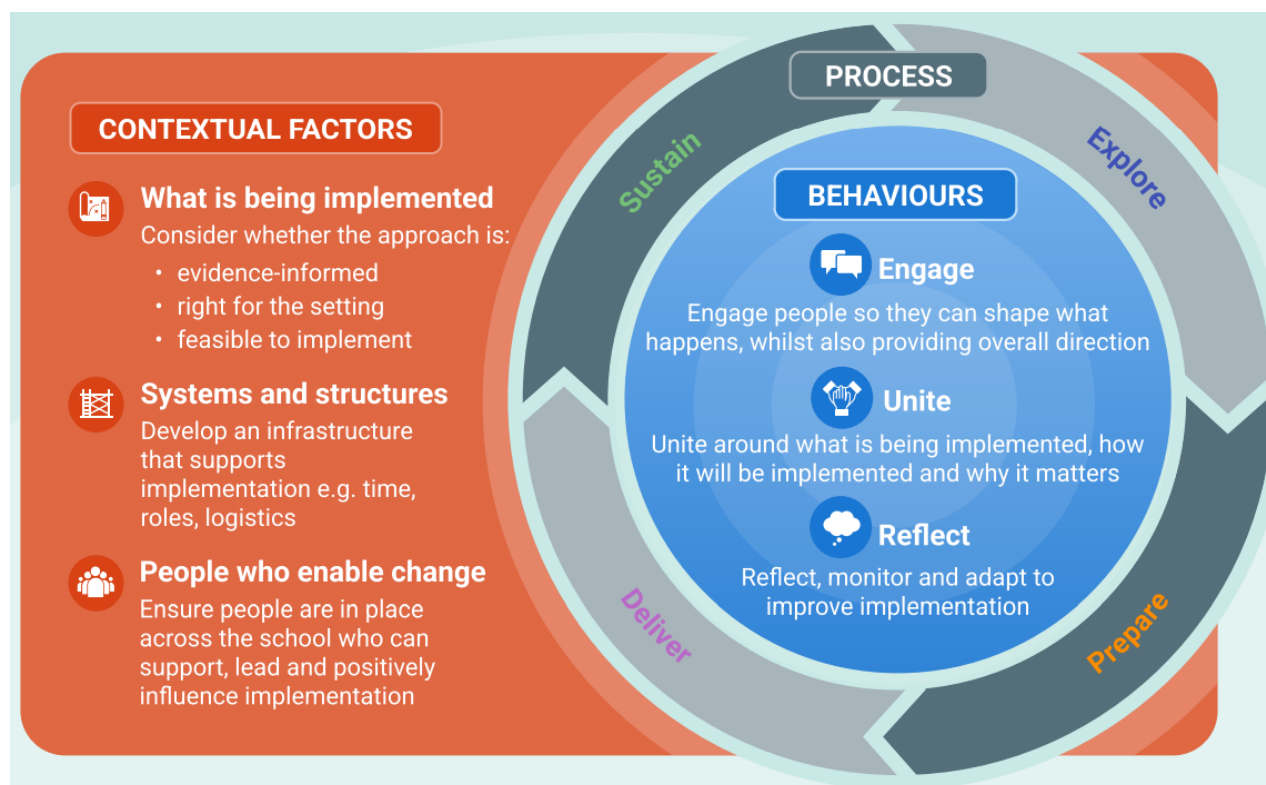 CONTEXTUAL FACTORS
What is being implemented
Consider whether the approach is:
• evidence-informed
• right for the setting
• feasible to implement
Systems and structures
Develop an infrastructure
that supports
implementation e.g. time,
roles, logistics
People who enable change
Ensure people are in place
across the school who can
support, lead and positively
influence implementation
PROCESS
Explore
Prepare
Deliver
Sustain
BEHAVIOURS
Engage
Engage people so they can shape what
happens, whilst also providing overall direction
Unite
Unite around what is being implemented, how
it will be implemented and why it matters
Reflect
Reflect, monitor and adapt to
improve implementation